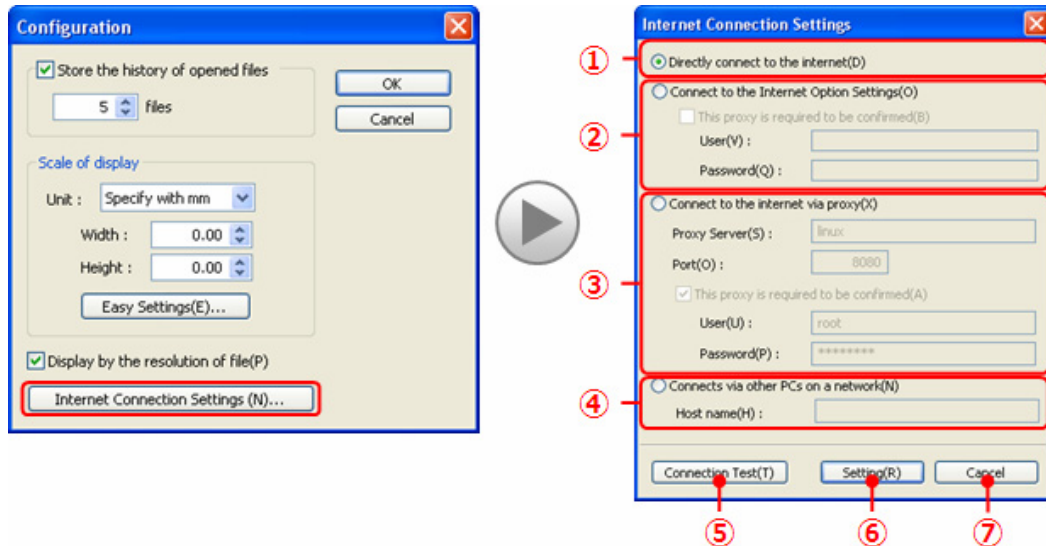 Configuration
Store the history of opened files
5 files
OK
Cancel
Scale of display
Unit : Specify with mm
Width : 0.00
Height : 0.00
Easy Settings(E)...
Display by the resolution of file(P)
Internet Connection Settings (N)...
Internet Connection Settings
① Directly connect to the internet(D)
② Connect to the Internet Option Settings(O)
This proxy is required to be confirmed(B)
User(V) :
Password(Q) :
③ Connect to the internet via proxy(X)
Proxy Server(S) : linux
Port(O) : 8080
This proxy is required to be confirmed(A)
User(U) : root
Password(P) : ********
④ Connects via other PCs on a network(N)
Host name(H) :
Connection Test(T) Setting(R) Cancel
⑤ ⑥ ⑦